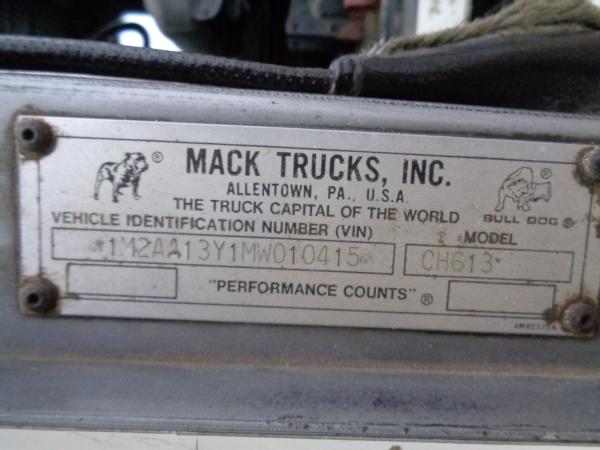 MACK TRUCKS, INC.
ALLENTOWN, PA., U.S.A.
THE TRUCK CAPITAL OF THE WORLD
BULL DOG ®
VEHICLE IDENTIFICATION NUMBER (VIN)
MODEL
*1M2AA13Y1MW010415*
CH613*
"PERFORMANCE COUNTS" ®